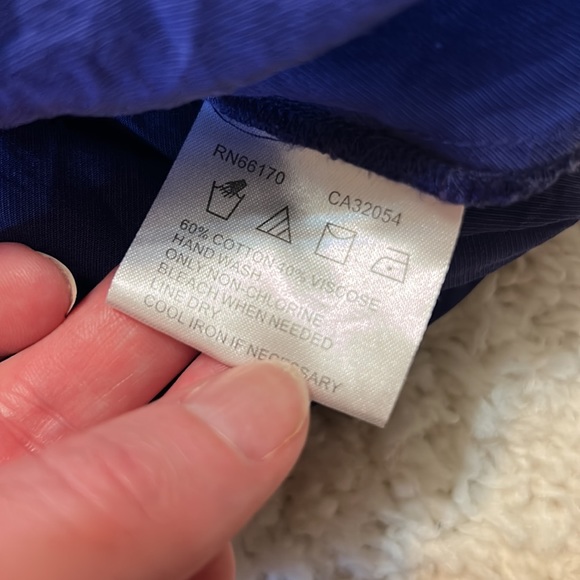 RN66170 CA32054
60% COTTON 40% VISCOSE
HAND WASH
ONLY NON-CHLORINE
BLEACH WHEN NEEDED
LINE DRY
COOL IRON IF NECESSARY